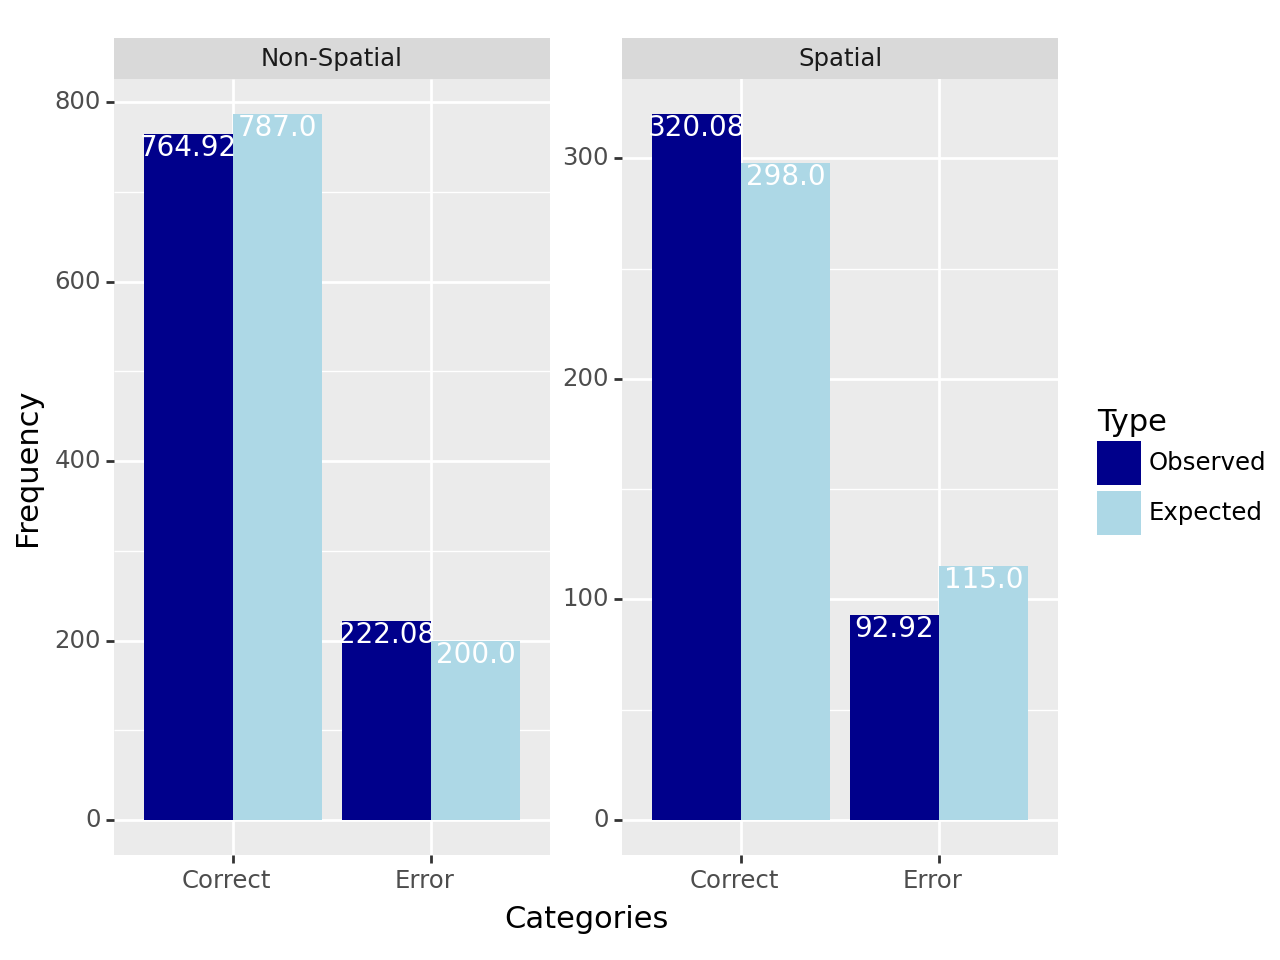 Non-Spatial
Spatial
800
600
400
200
0
764.92
787.0
222.08
200.0
300
200
100
0
320.08
298.0
92.92
115.0
Correct
Error
Correct
Error
Frequency
Categories
Type
Observed
Expected